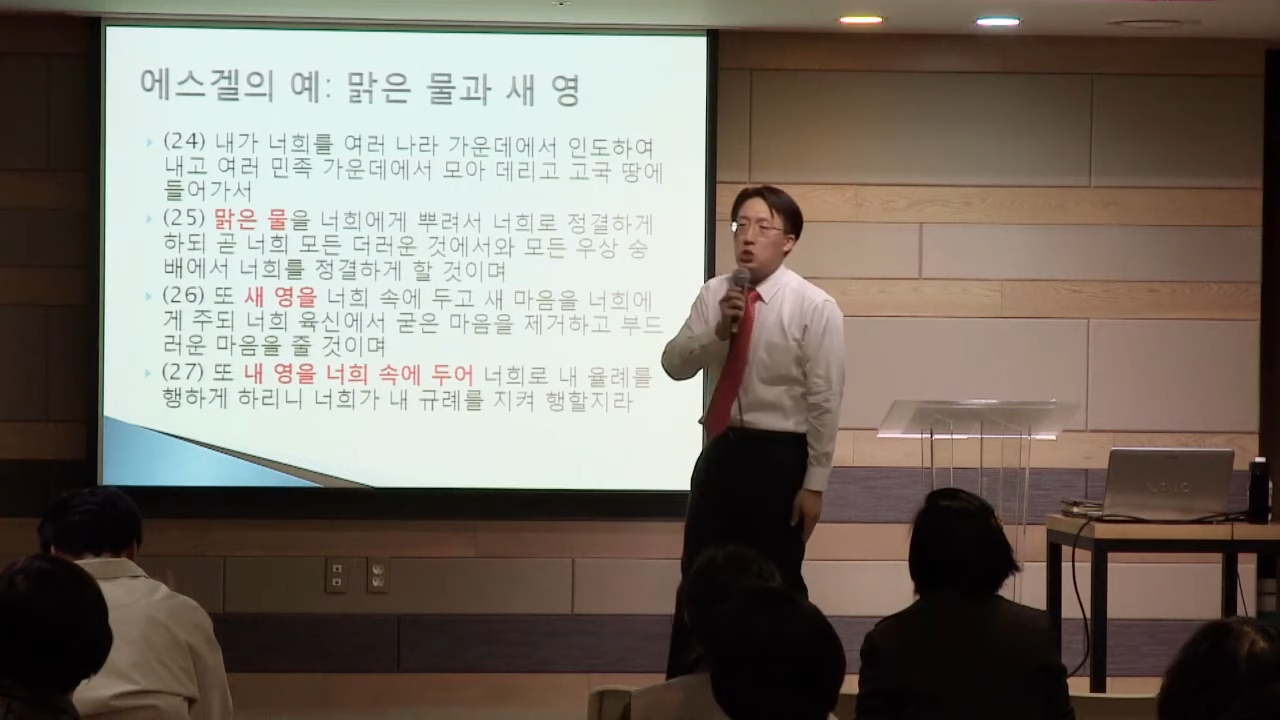 에스겔의 예: 맑은 물과 새 영
(24) 내가 너희를 여러 나라 가운데에서 인도하여
내고 여러 민족 가운데에서 모아 데리고 고국 땅에
들어가서
(25) 맑은 물을 너희에게 뿌려서 너희로 정결하게
하되 곧 너희 모든 더러운 것에서와 모든 우상 숭
배에서 너희를 정결하게 할 것이며
(26) 또 새 영을 너희 속에 두고 새 마음을 너희에
게 주되 너희 육신에서 굳은 마음을 제거하고 부드
러운 마음을 줄 것이며
(27) 또 내 영을 너희 속에 두어 너희로 내 율례를
행하게 하리니 너희가 내 규례를 지켜 행할지라
VAIO